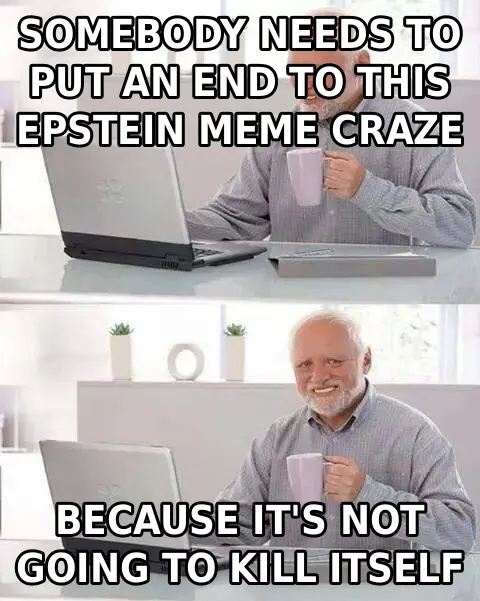 SOMEBODY NEEDS TO
PUT AN END TO THIS
EPSTEIN MEME CRAZE
BECAUSE IT'S NOT
GOING TO KILL ITSELF